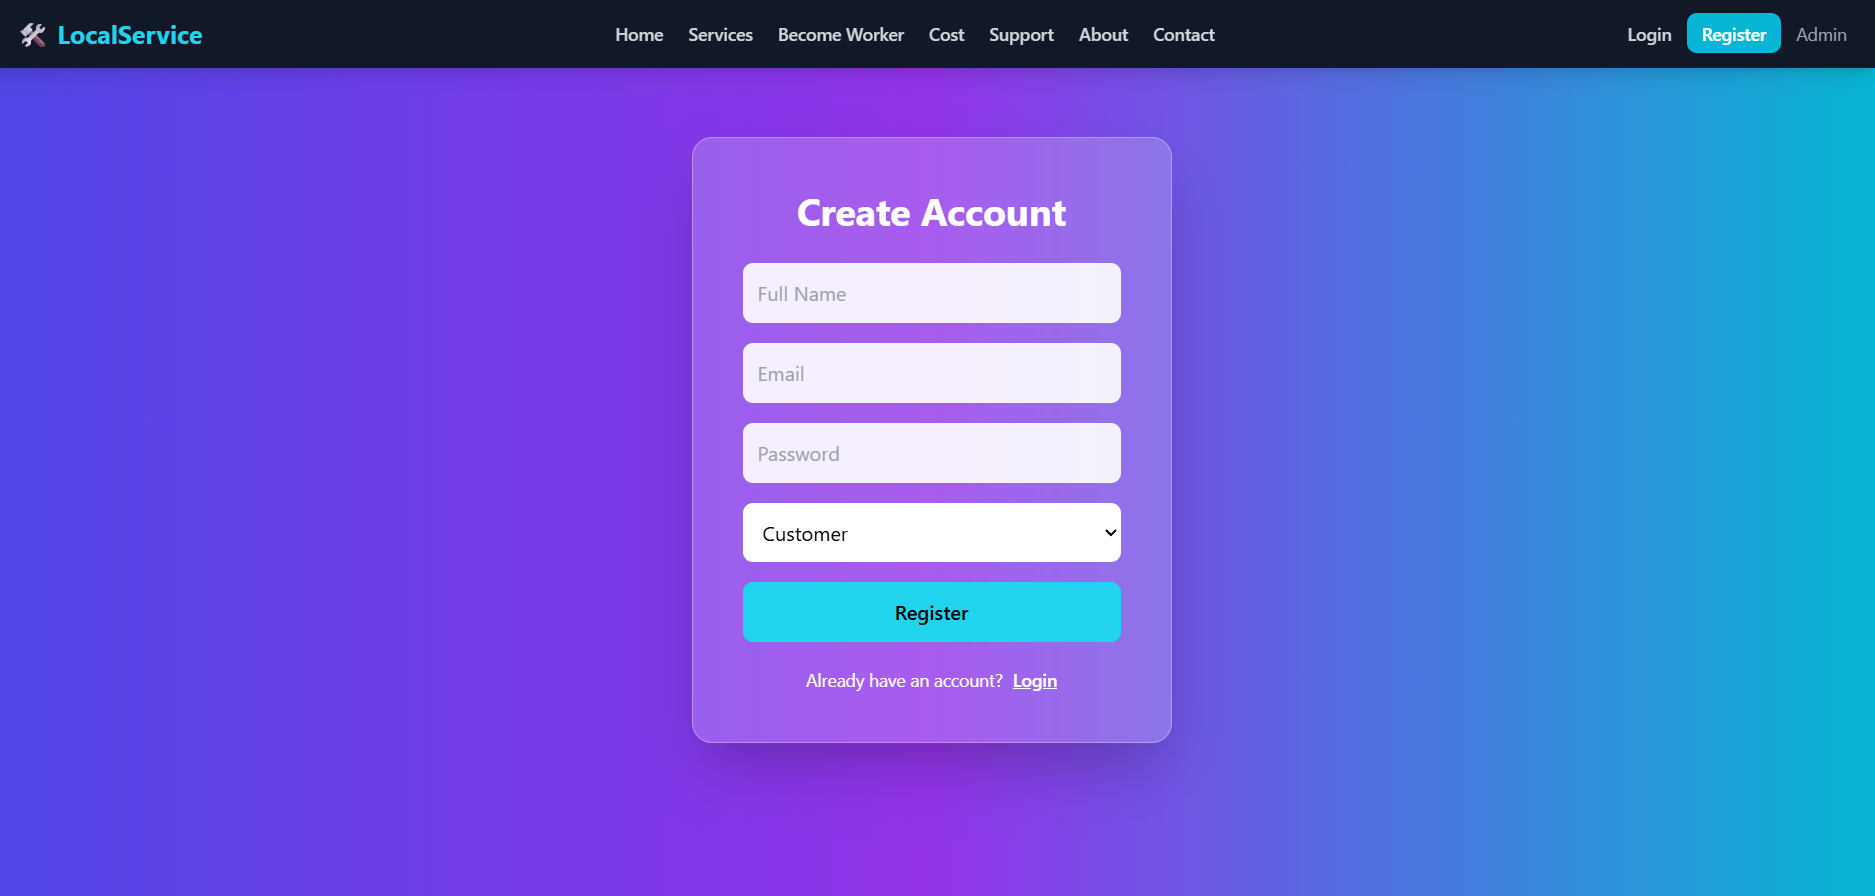 LocalService
Home Services Become Worker Cost Support About Contact
Login Register Admin
Create Account
Full Name
Email
Password
Customer
Register
Already have an account? Login